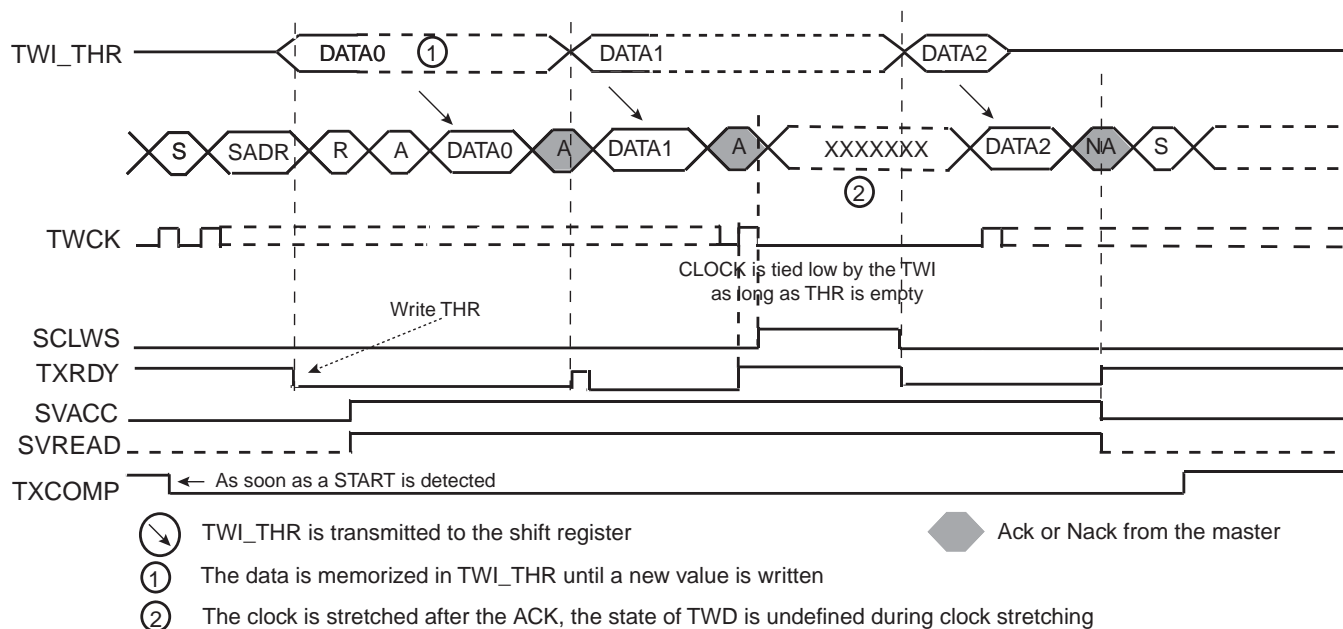 TWI_THR DATA0 1 DATA1 DATA2
S SADR R A DATA0 A DATA1 A XXXXXXX DATA2 NA S
2
TWCK
CLOCK is tied low by the TWI
as long as THR is empty
Write THR
SCLWS
TXRDY
SVACC
SVREAD
TXCOMP As soon as a START is detected
TWI_THR is transmitted to the shift register Ack or Nack from the master
1 The data is memorized in TWI_THR until a new value is written
2 The clock is stretched after the ACK, the state of TWD is undefined during clock stretching